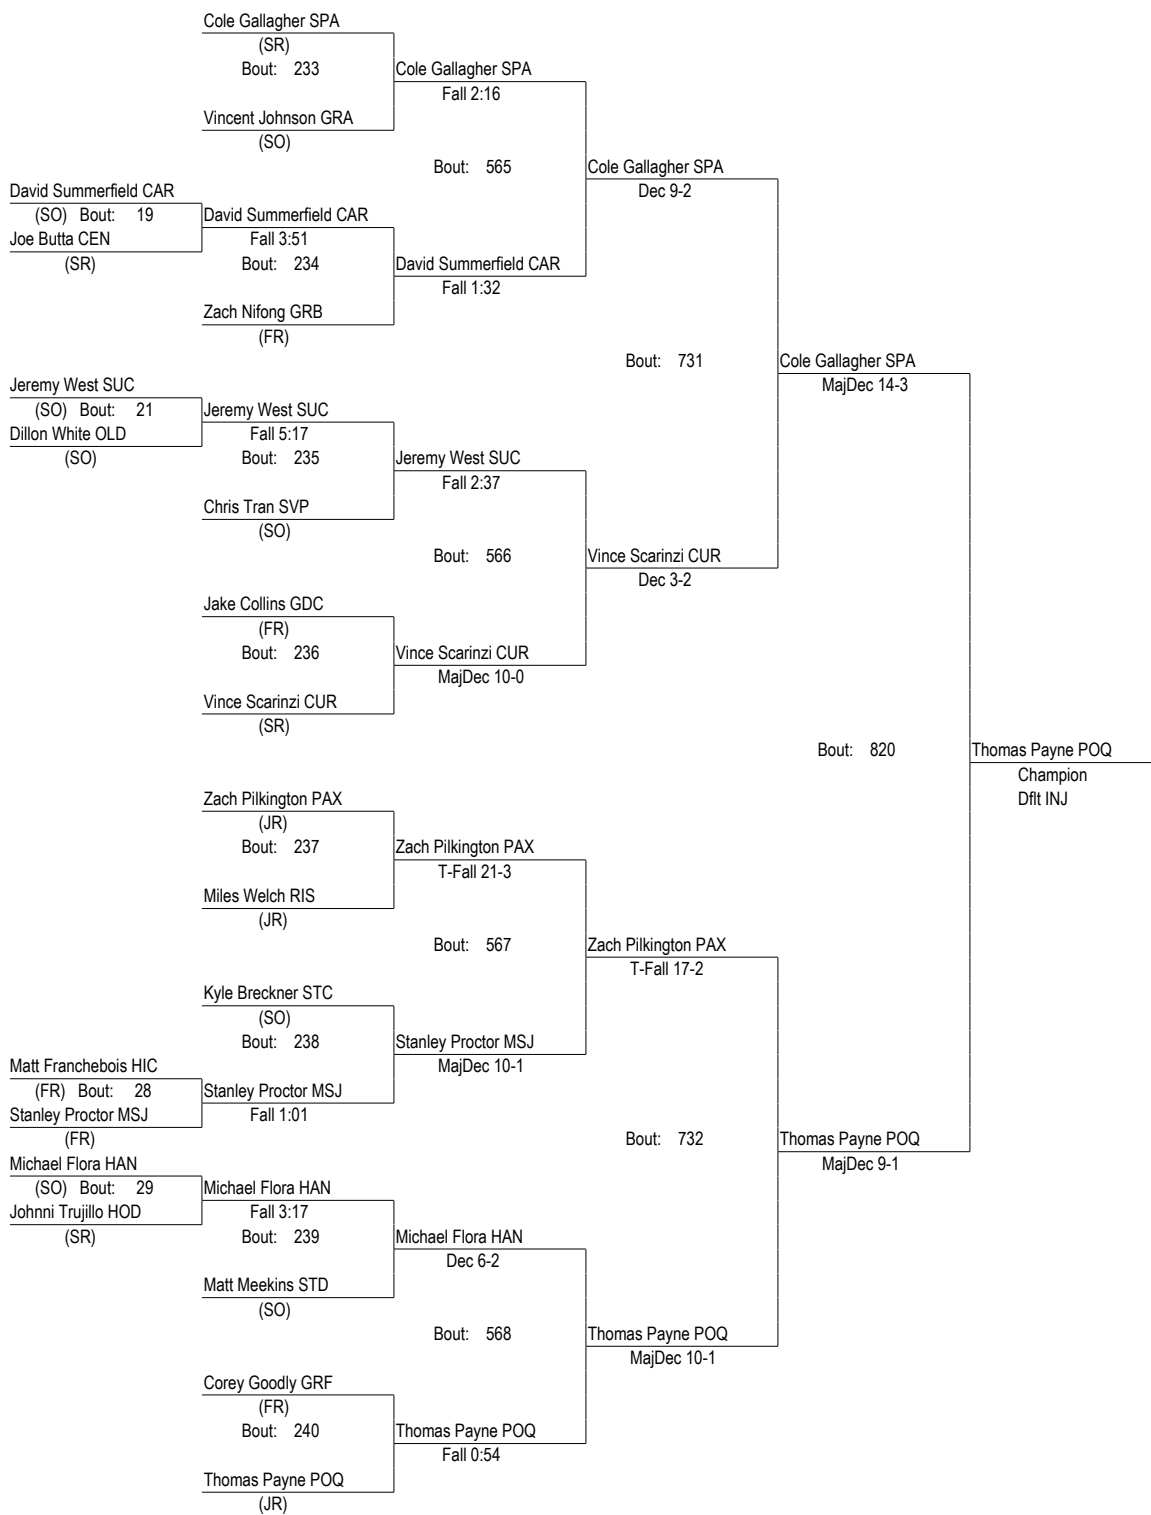 Cole Gallagher SPA
(SR)
Bout: 233
Cole Gallagher SPA
Fall 2:16
Vincent Johnson GRA
(SO)
Bout: 565
Cole Gallagher SPA
Dec 9-2
David Summerfield CAR
(SO) Bout: 19
David Summerfield CAR
Joe Butta CEN
Fall 3:51
(SR)
Bout: 234
David Summerfield CAR
Fall 1:32
Zach Nifong GRB
(FR)
Bout: 731
Cole Gallagher SPA
MajDec 14-3
Jeremy West SUC
(SO) Bout: 21
Jeremy West SUC
Dillon White OLD
Fall 5:17
(SO)
Bout: 235
Jeremy West SUC
Fall 2:37
Chris Tran SVP
(SO)
Bout: 566
Vince Scarinzi CUR
Dec 3-2
Jake Collins GDC
(FR)
Bout: 236
Vince Scarinzi CUR
MajDec 10-0
Vince Scarinzi CUR
(SR)
Bout: 820
Thomas Payne POQ
Champion
Dflt INJ
Zach Pilkington PAX
(JR)
Bout: 237
Zach Pilkington PAX
T-Fall 21-3
Miles Welch RIS
(JR)
Bout: 567
Zach Pilkington PAX
T-Fall 17-2
Kyle Breckner STC
(SO)
Bout: 238
Stanley Proctor MSJ
MajDec 10-1
Matt Franchebois HIC
(FR) Bout: 28
Stanley Proctor MSJ
Stanley Proctor MSJ
Fall 1:01
(FR)
Bout: 732
Thomas Payne POQ
MajDec 9-1
Michael Flora HAN
(SO) Bout: 29
Michael Flora HAN
Johnni Trujillo HOD
Fall 3:17
(SR)
Bout: 239
Michael Flora HAN
Dec 6-2
Matt Meekins STD
(SO)
Bout: 568
Thomas Payne POQ
MajDec 10-1
Corey Goodly GRF
(FR)
Bout: 240
Thomas Payne POQ
Fall 0:54
Thomas Payne POQ
(JR)